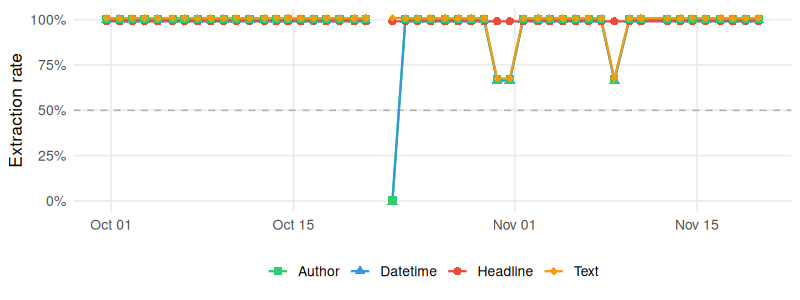 Extraction rate
100%
75%
50%
25%
0%
Oct 01 Oct 15 Nov 01 Nov 15
Author Datetime Headline Text